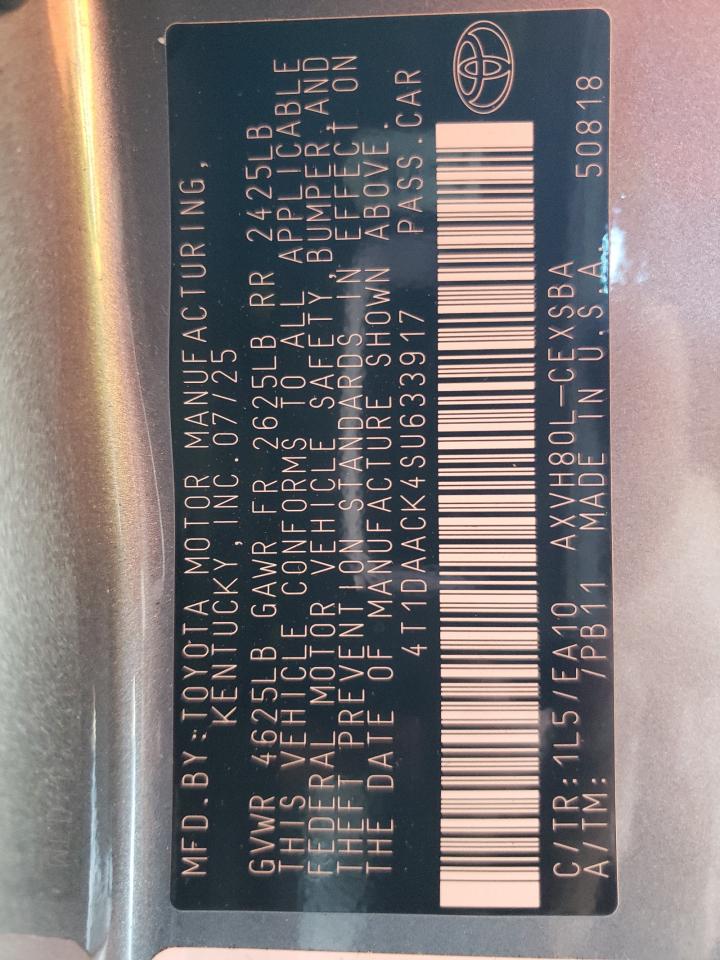 MFD.BY:TOYOTA MOTOR MANUFACTURING,
KENTUCKY,INC.07/25
GVWR 4625LB GAWR FR 2625LB RR 2425LB
THIS VEHICLE CONFORMS TO ALL APPLICABLE
FEDERAL MOTOR VEHICLE SAFETY, BUMPER,AND
THEFT PREVENTION STANDARDS IN EFFECT ON
THE DATE OF MANUFACTURE SHOWN ABOVE.
4T1DAACK4SU633917 PASS.CAR
C/TR:1L5/EA10 AXVH80L-CEXSBA 50818
A/TM: /PB11 MADE IN U.S.A.